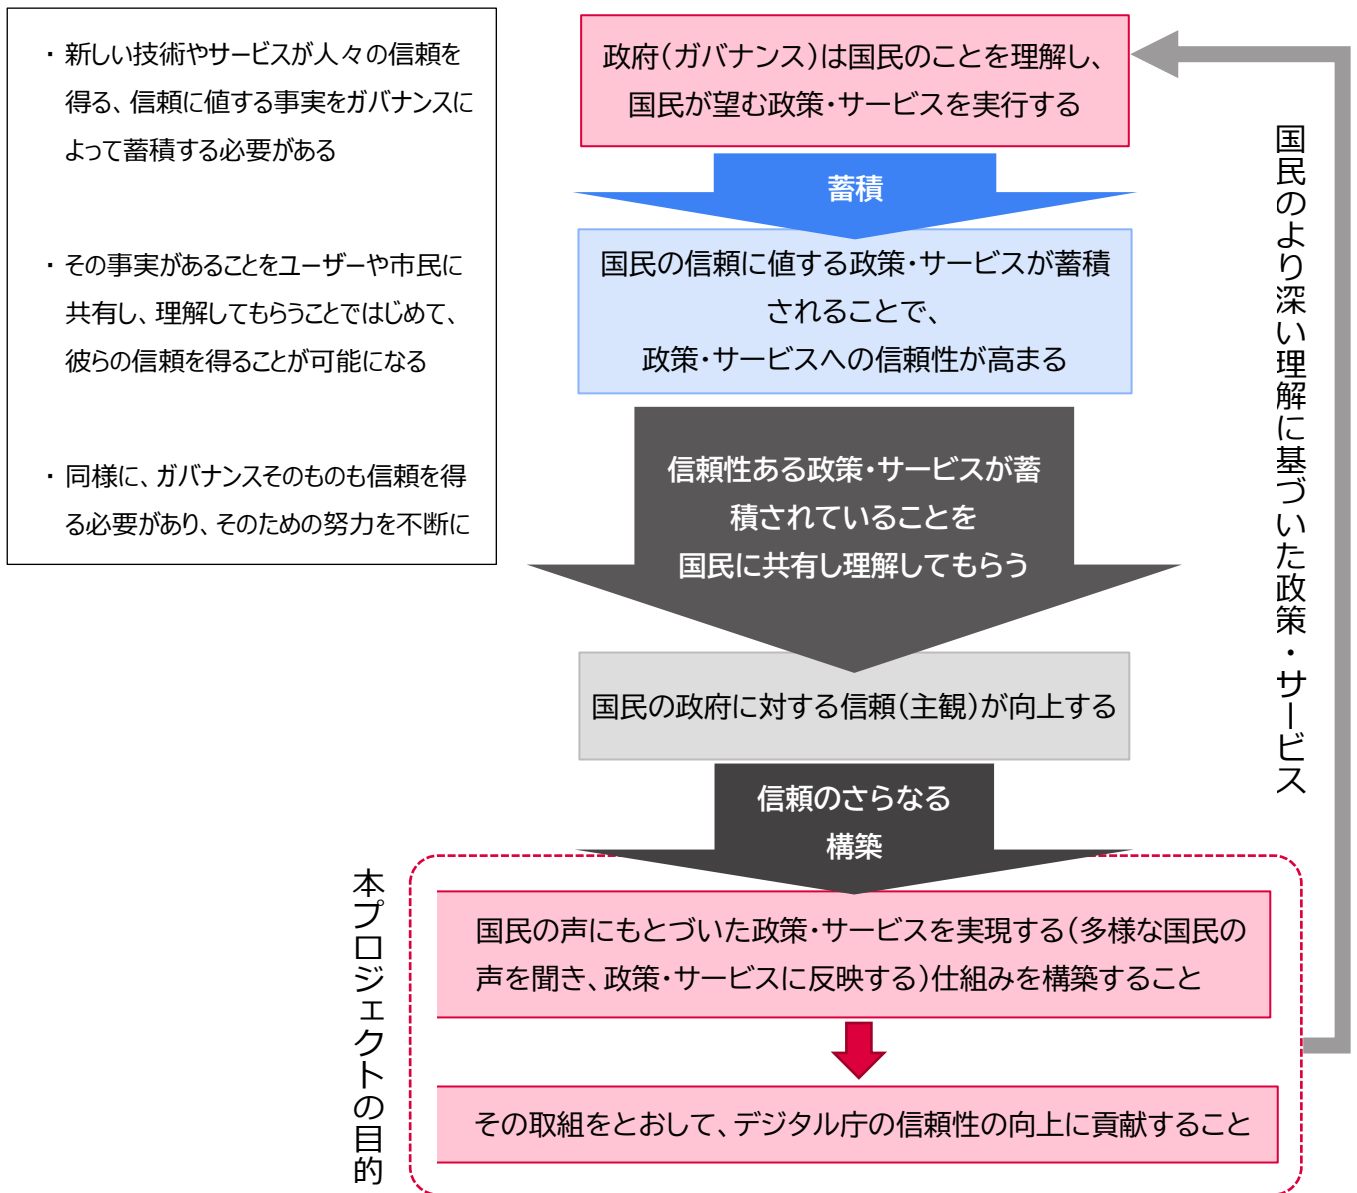 ・新しい技術やサービスが人々の信頼を
得る、信頼に値する事実をガバナンスに
よって蓄積する必要がある
・その事実があることをユーザーや市民に
共有し、理解してもらうことではじめて、
彼らの信頼を得ることが可能になる
・同様に、ガバナンスそのものも信頼を得
る必要があり、そのための努力を不断に
政府(ガバナンス)は国民のことを理解し、
国民が望む政策・サービスを実行する
蓄積
国民の信頼に値する政策・サービスが蓄積
されることで、
政策・サービスへの信頼性が高まる
信頼性ある政策・サービスが蓄
積されていることを
国民に共有し理解してもらう
国民の政府に対する信頼(主観)が向上する
信頼のさらなる
構築
本プロジェクトの目的
国民の声にもとづいた政策・サービスを実現する(多様な国民の
声を聞き、政策・サービスに反映する)仕組みを構築すること
その取組をとおして、デジタル庁の信頼性の向上に貢献すること
国民のより深い理解に基づいた政策・サービス